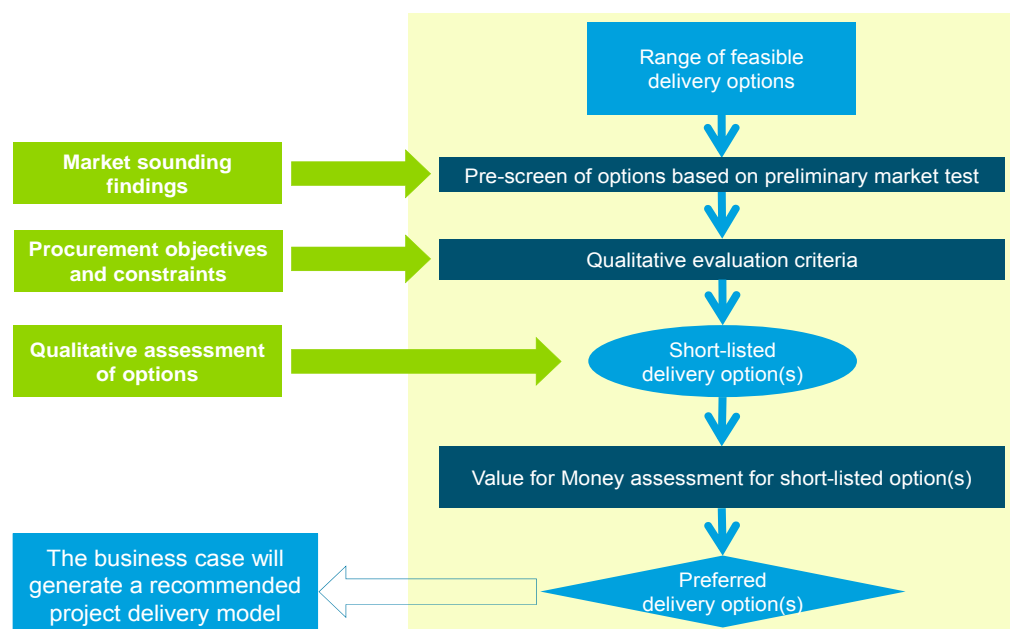 Range of feasible
delivery options
Market sounding
findings
Pre-screen of options based on preliminary market test
Procurement objectives
and constraints
Qualitative evaluation criteria
Qualitative assessment
of options
Short-listed
delivery option(s)
Value for Money assessment for short-listed option(s)
The business case will
generate a recommended
project delivery model
Preferred
delivery option(s)